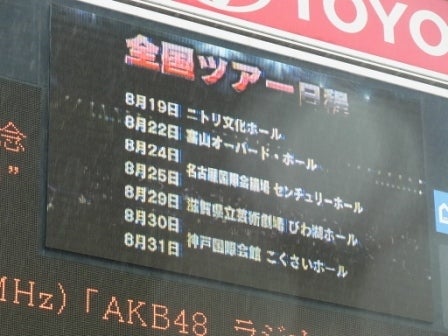 TOYO
全国ツアー日程
8月19日 ニトリ文化ホール
8月22日 富山オーバード・ホール
8月24日
8月25日 名古屋国際会議場 センチュリーホール
8月29日 滋賀県立芸術劇場 びわ湖ホール
8月30日
8月31日 神戸国際会館 こくさいホール
念
”
MHz)「AKB48